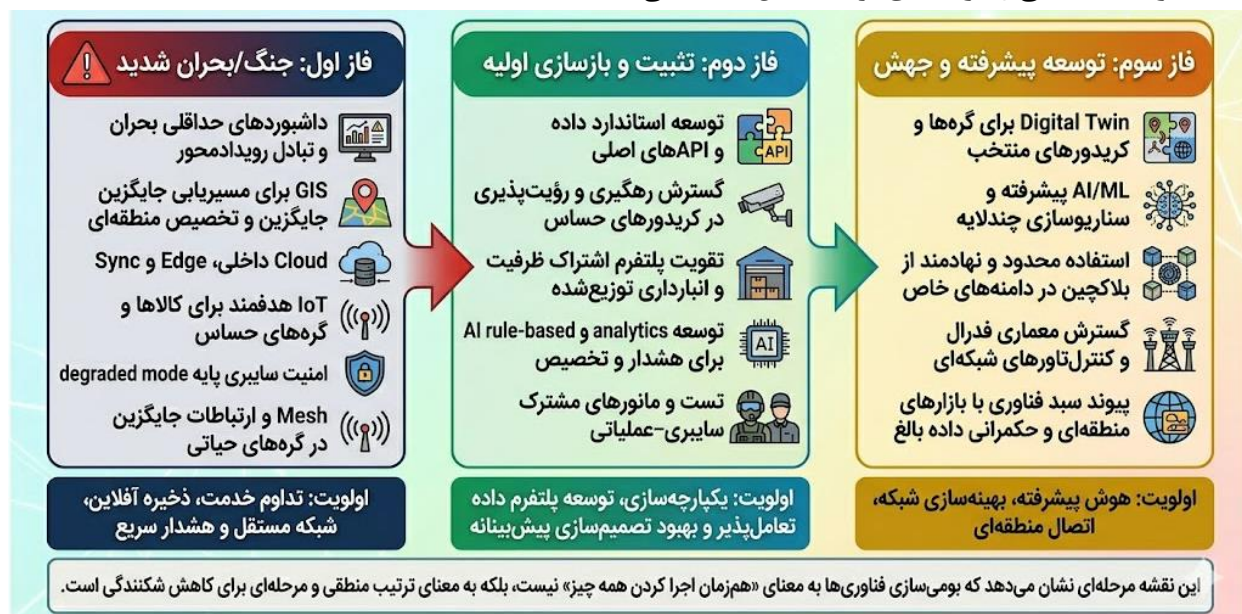 فاز اول: جنگ/بحران شدید
داشبوردهای حداقلی بحران
و تبادل رویدادمحور
GIS برای مسیریابی جایگزین
جایگزین و تخصیص منطقه‌ای
Cloud داخلی، Edge و Sync
IoT هدفمند برای کالاها و
گره‌های حساس
امنیت سایبری پایه degraded mode
Mesh و ارتباطات جایگزین
در گره‌های حیاتی
اولویت: تداوم خدمت، ذخیره آفلاین،
شبکه مستقل و هشدار سریع
فاز دوم: تثبیت و بازسازی اولیه
توسعه استاندارد داده
و APIهای اصلی
API
گسترش رهگیری و رؤیت‌پذیری
در کریدورهای حساس
تقویت پلتفرم اشتراک ظرفیت
و انبارداری توزیع‌شده
توسعه analytics و AI rule-based
برای هشدار و تخصیص
AI
تست و مانورهای مشترک
سایبری-عملیاتی
اولویت: یکپارچه‌سازی، توسعه پلتفرم داده
تعامل‌پذیر و بهبود تصمیم‌سازی پیش‌بینانه
فاز سوم: توسعه پیشرفته و جهش
Digital Twin برای گره‌ها و
کریدورهای منتخب
AI/ML پیشرفته و
سناریوسازی چندلایه
استفاده محدود و نهادمند از
بلاکچین در دامنه‌های خاص
گسترش معماری فدرال
و کنترل‌تاورهای شبکه‌ای
پیوند سبد فناوری با بازارهای
منطقه‌ای و حکمرانی داده بالغ
اولویت: هوش پیشرفته، بهینه‌سازی شبکه،
اتصال منطقه‌ای
این نقشه مرحله‌ای نشان می‌دهد که بومی‌سازی فناوری‌ها به معنای «هم‌زمان اجرا کردن همه چیز» نیست، بلکه به معنای ترتیب منطقی و مرحله‌ای برای کاهش شکنندگی است.